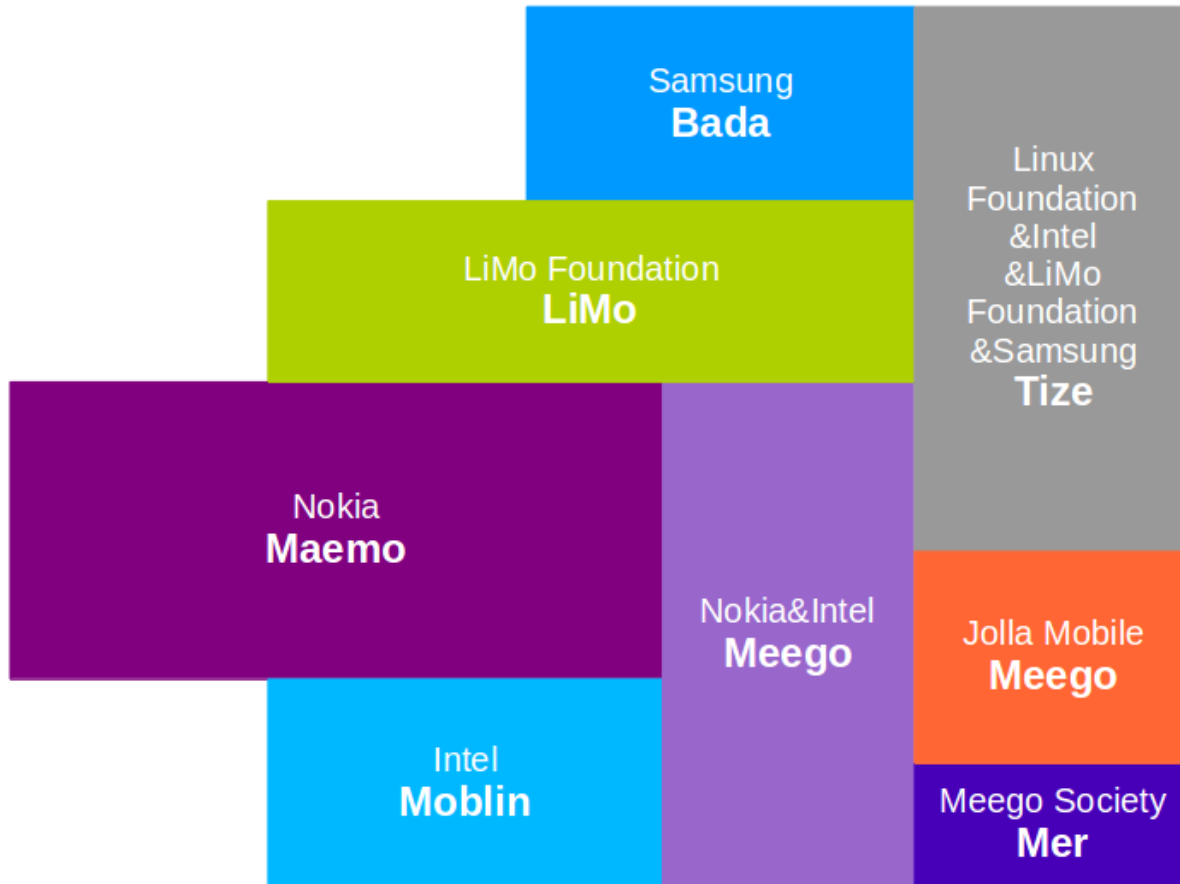 Samsung
Bada
Linux
Foundation
&Intel
&LiMo
Foundation
&Samsung
Tize
LiMo Foundation
LiMo
Nokia
Maemo
Nokia&Intel
Meego
Jolla Mobile
Meego
Intel
Moblin
Meego Society
Mer